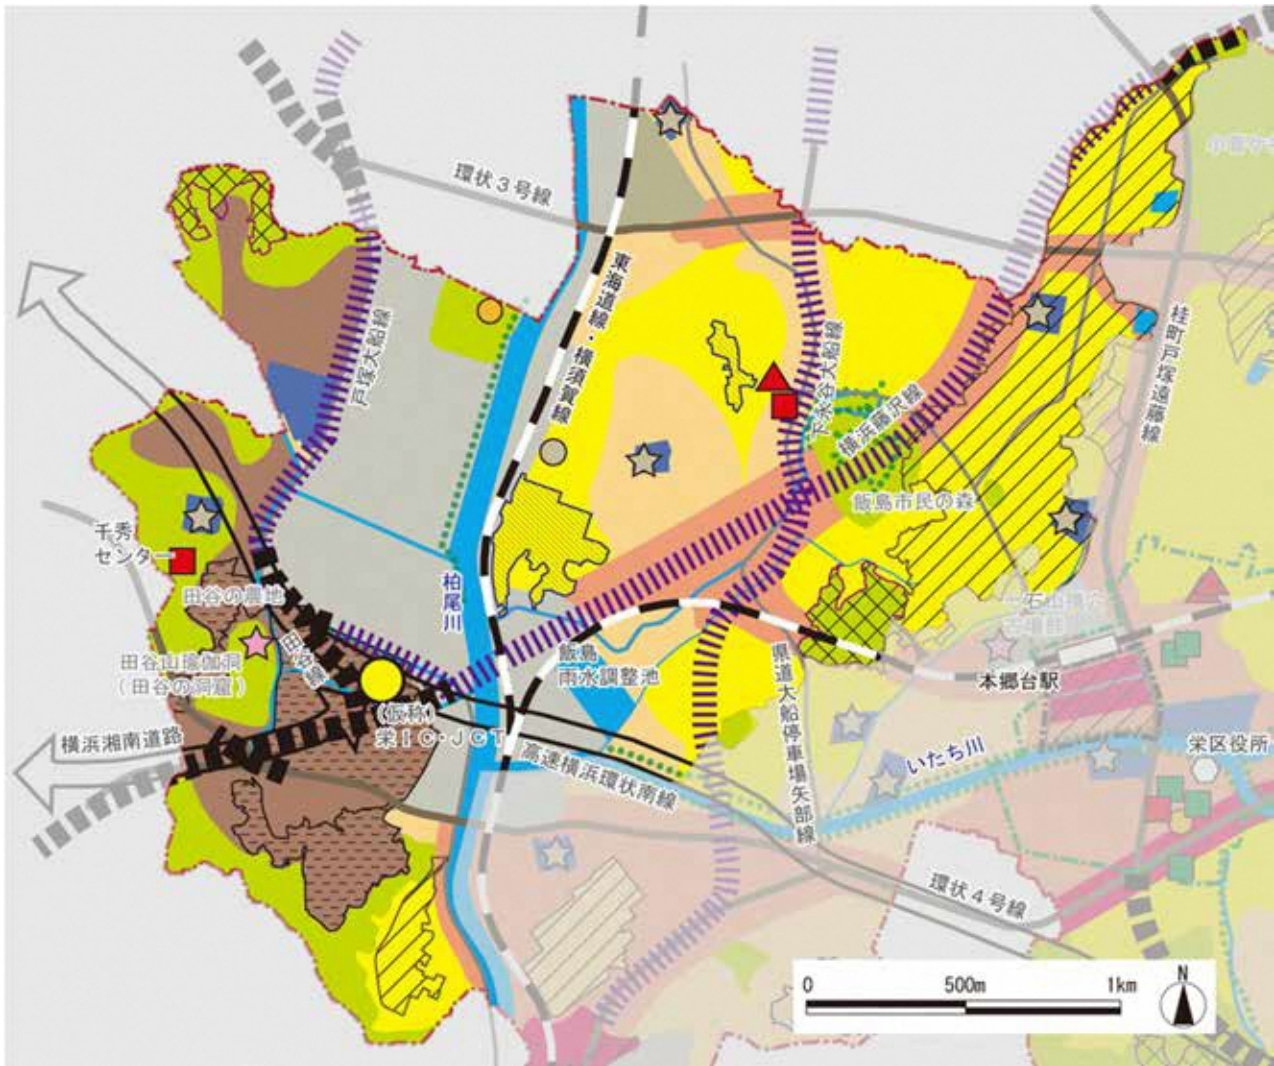 環状3号線
東海道線・横須賀線
戸塚大船線
下永谷大船線
横浜藤沢線
桂町戸塚遠藤線
飯島市民の森
千秀
センター
田谷の農地
柏尾川
田谷線
田谷山瑜伽洞
(田谷の洞窟)
飯島
雨水調整池
本郷台駅
(仮称)
栄IC・JCT
横浜湘南道路
高速横浜環状南線
県道大船停車場矢部線
いたち川
栄区役所
環状4号線
0 500m 1km
N